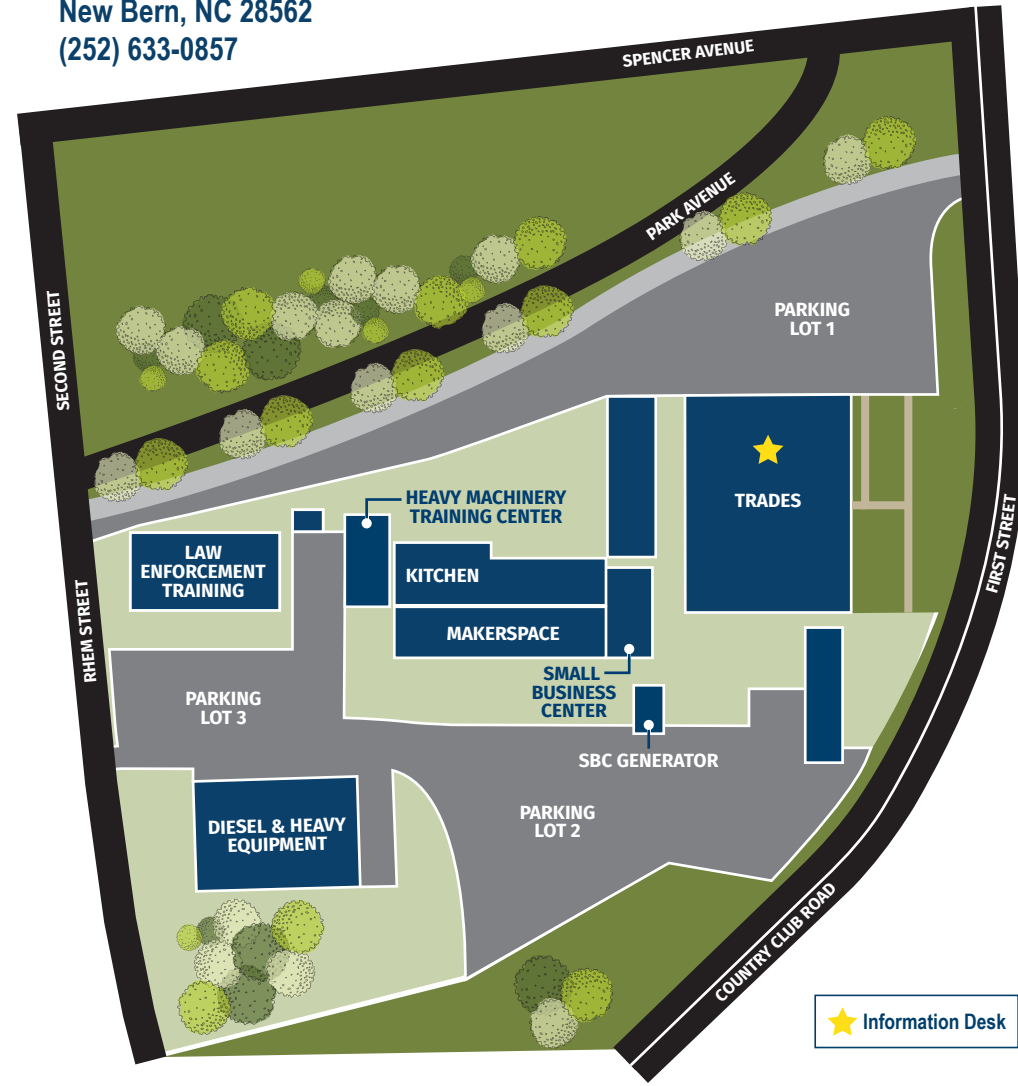 New Bern, NC 28562
(252) 633-0857
SPENCER AVENUE
PARK AVENUE
SECOND STREET
PARKING
LOT 1
HEAVY MACHINERY
TRAINING CENTER
TRADES
LAW
ENFORCEMENT
TRAINING
KITCHEN
MAKERSPACE
FIRST STREET
RHEM STREET
SMALL
BUSINESS
CENTER
PARKING
LOT 3
SBC GENERATOR
PARKING
LOT 2
DIESEL & HEAVY
EQUIPMENT
COUNTRY CLUB ROAD
Information Desk